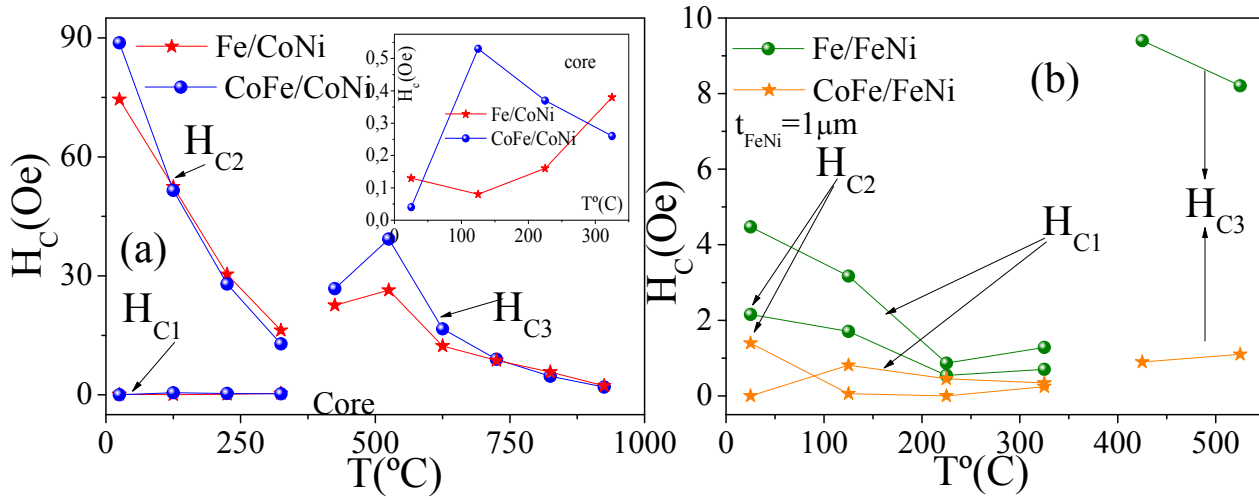 90
60
30
0
H_C(Oe)
Fe/CoNi
CoFe/CoNi
H_C2
(a)
H_C1
H_C3
Core
0 250 500 750 1000
T(ºC)
0,5
0,4
0,3
0,2
0,1
0,0
H_c(Oe)
core
Fe/CoNi
CoFe/CoNi
Tº(C)
0 100 200 300
10
8
6
4
2
0
H_C(Oe)
Fe/FeNi
CoFe/FeNi
t_FeNi=1μm
(b)
H_C2
H_C1
H_C3
0 100 200 300 400 500
Tº(C)